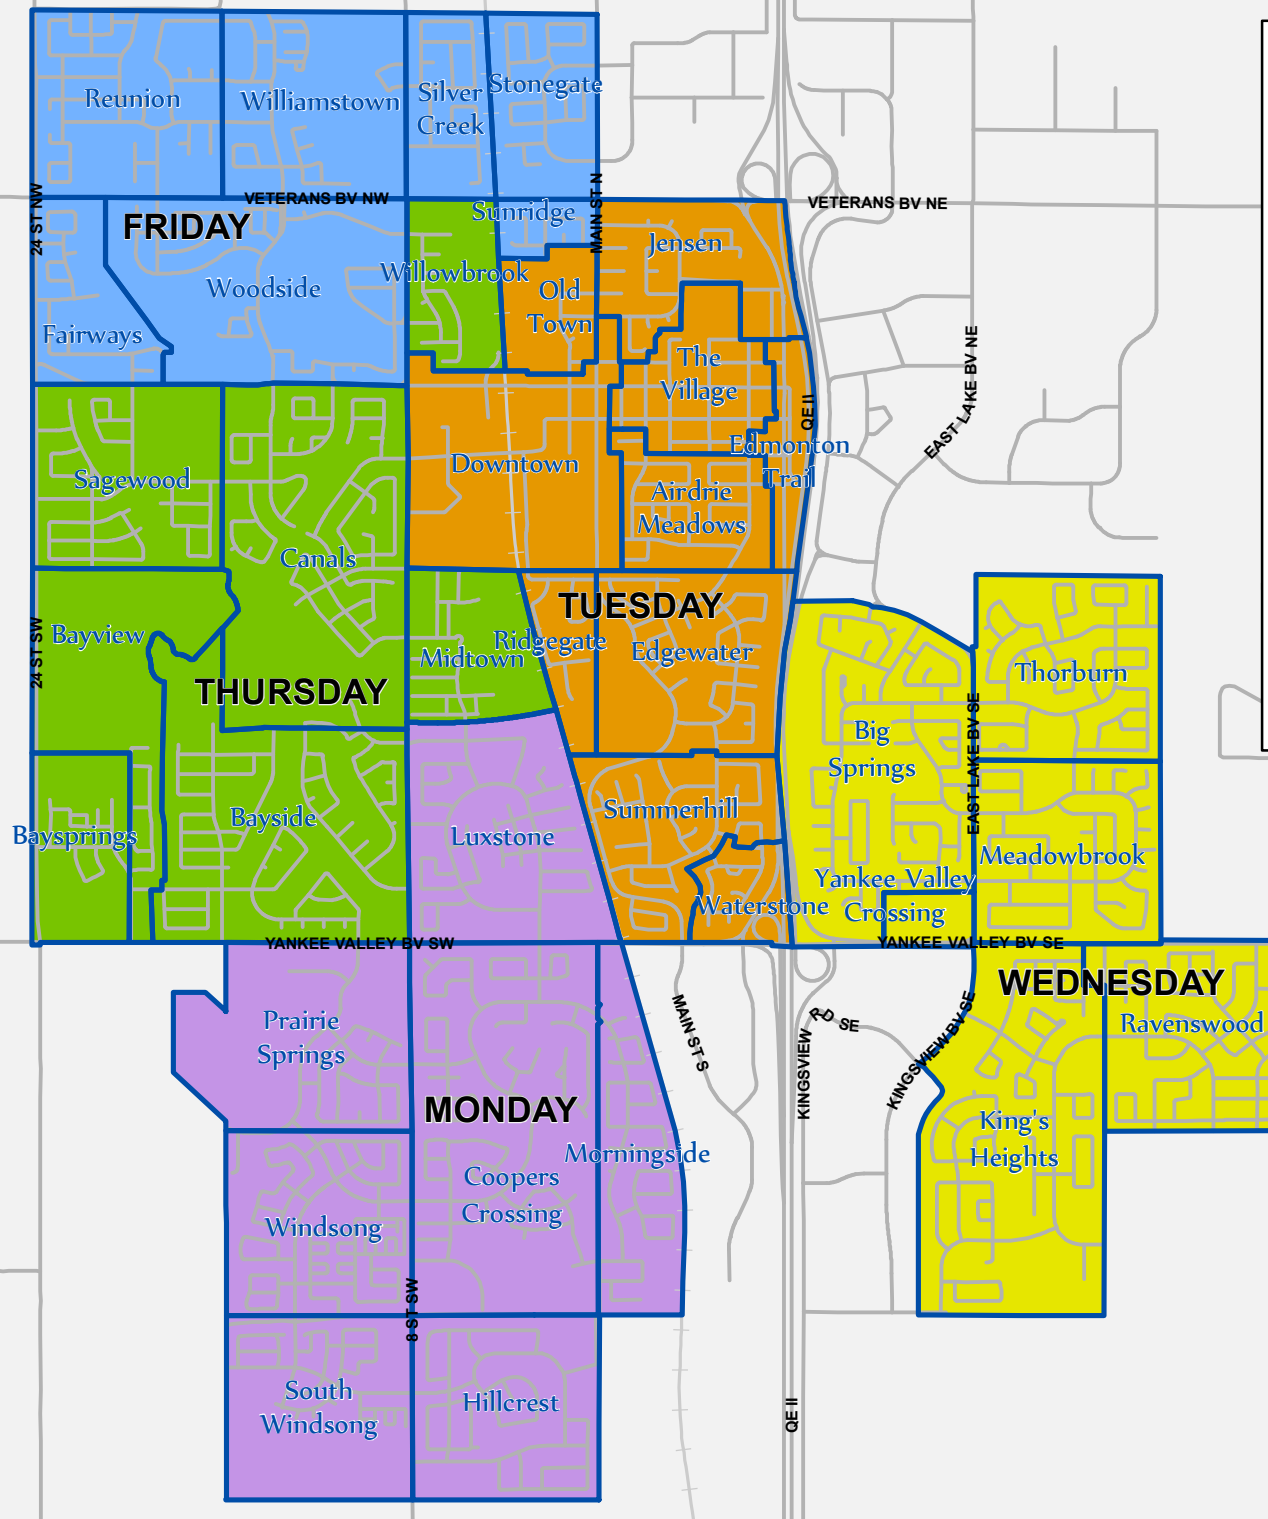 Reunion
Williamstown
Silver
Creek
Stonegate
24 ST NW
VETERANS BV NW
MAIN ST N
VETERANS BV NE
FRIDAY
Sunridge
Jensen
Willowbrook
Woodside
Fairways
Old
Town
The
Village
QE II
EAST LAKE BV NE
Sagewood
Downtown
Edmonton
Trail
Airdrie
Meadows
Canals
TUESDAY
Bayview
24 ST SW
Ridgegate
Midtown
Edgewater
THURSDAY
Thorburn
Big
Springs
EAST LAKE BV SE
Baysprings
Bayside
Luxstone
Summerhill
Meadowbrook
Yankee Valley
Crossing
Waterstone
YANKEE VALLEY BV SW
YANKEE VALLEY BV SE
WEDNESDAY
Prairie
Springs
MAIN ST S
KINGSVIEW
RD SE
KINGSVIEW BV SE
Ravenswood
MONDAY
King's
Heights
Morningside
Coopers
Crossing
Windsong
8 ST SW
South
Windsong
Hillcrest
QE II